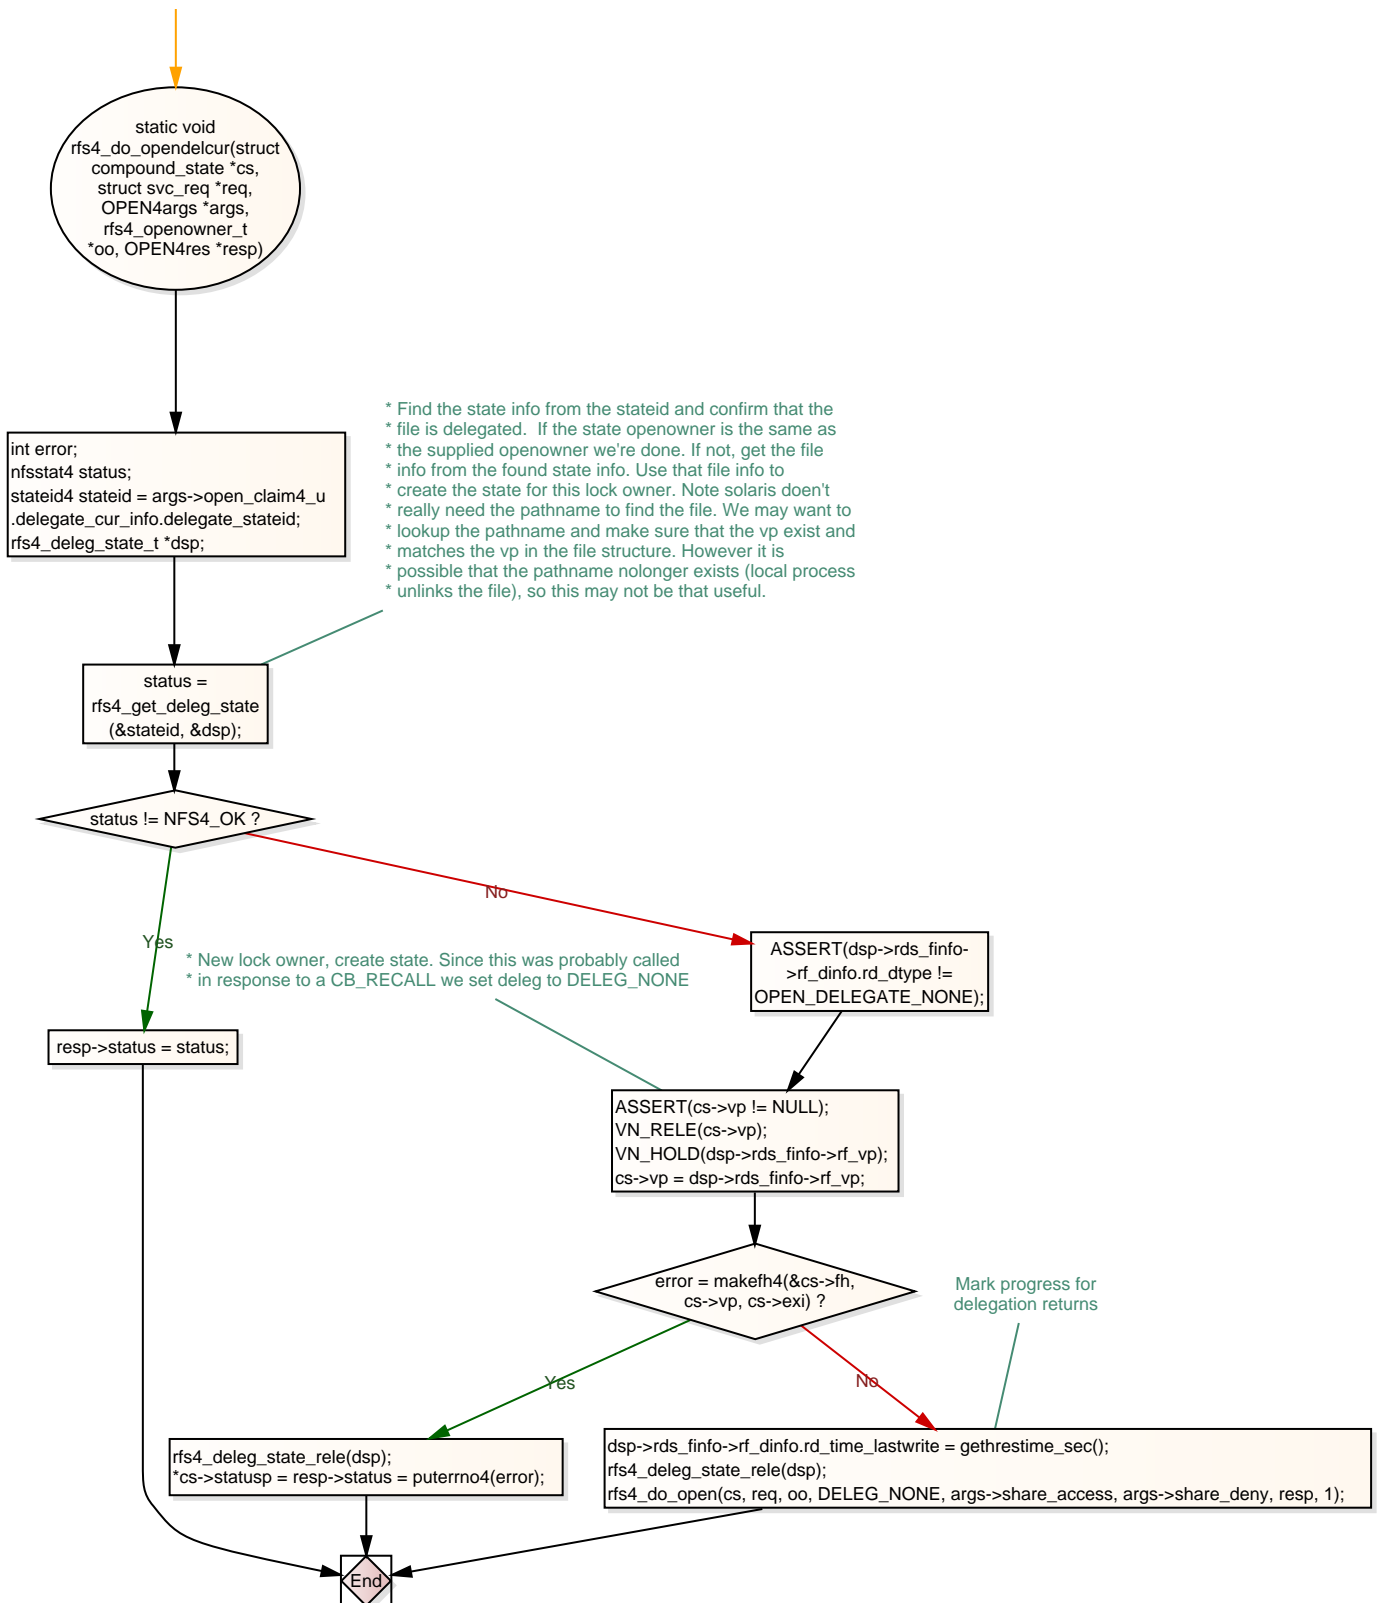 static void
rfs4_do_opendelcur(struct
compound_state *cs,
struct svc_req *req,
OPEN4args *args,
rfs4_openowner_t
*oo, OPEN4res *resp)
* Find the state info from the stateid and confirm that the
* file is delegated.  If the state openowner is the same as
* the supplied openowner we're done. If not, get the file
* info from the found state info. Use that file info to
* create the state for this lock owner. Note solaris doen't
* really need the pathname to find the file. We may want to
* lookup the pathname and make sure that the vp exist and
* matches the vp in the file structure. However it is
* possible that the pathname nolonger exists (local process
* unlinks the file), so this may not be that useful.
int error;
nfsstat4 status;
stateid4 stateid = args->open_claim4_u
.delegate_cur_info.delegate_stateid;
rfs4_deleg_state_t *dsp;
status =
rfs4_get_deleg_state
(&stateid, &dsp);
status != NFS4_OK ?
No
Yes
ASSERT(dsp->rds_finfo-
>rf_dinfo.rd_dtype !=
OPEN_DELEGATE_NONE);
* New lock owner, create state. Since this was probably called
* in response to a CB_RECALL we set deleg to DELEG_NONE
resp->status = status;
ASSERT(cs->vp != NULL);
VN_RELE(cs->vp);
VN_HOLD(dsp->rds_finfo->rf_vp);
cs->vp = dsp->rds_finfo->rf_vp;
error = makefh4(&cs->fh,
cs->vp, cs->exi) ?
Mark progress for
delegation returns
Yes
No
rfs4_deleg_state_rele(dsp);
*cs->statusp = resp->status = puterrno4(error);
dsp->rds_finfo->rf_dinfo.rd_time_lastwrite = gethrestime_sec();
rfs4_deleg_state_rele(dsp);
rfs4_do_open(cs, req, oo, DELEG_NONE, args->share_access, args->share_deny, resp, 1);
End